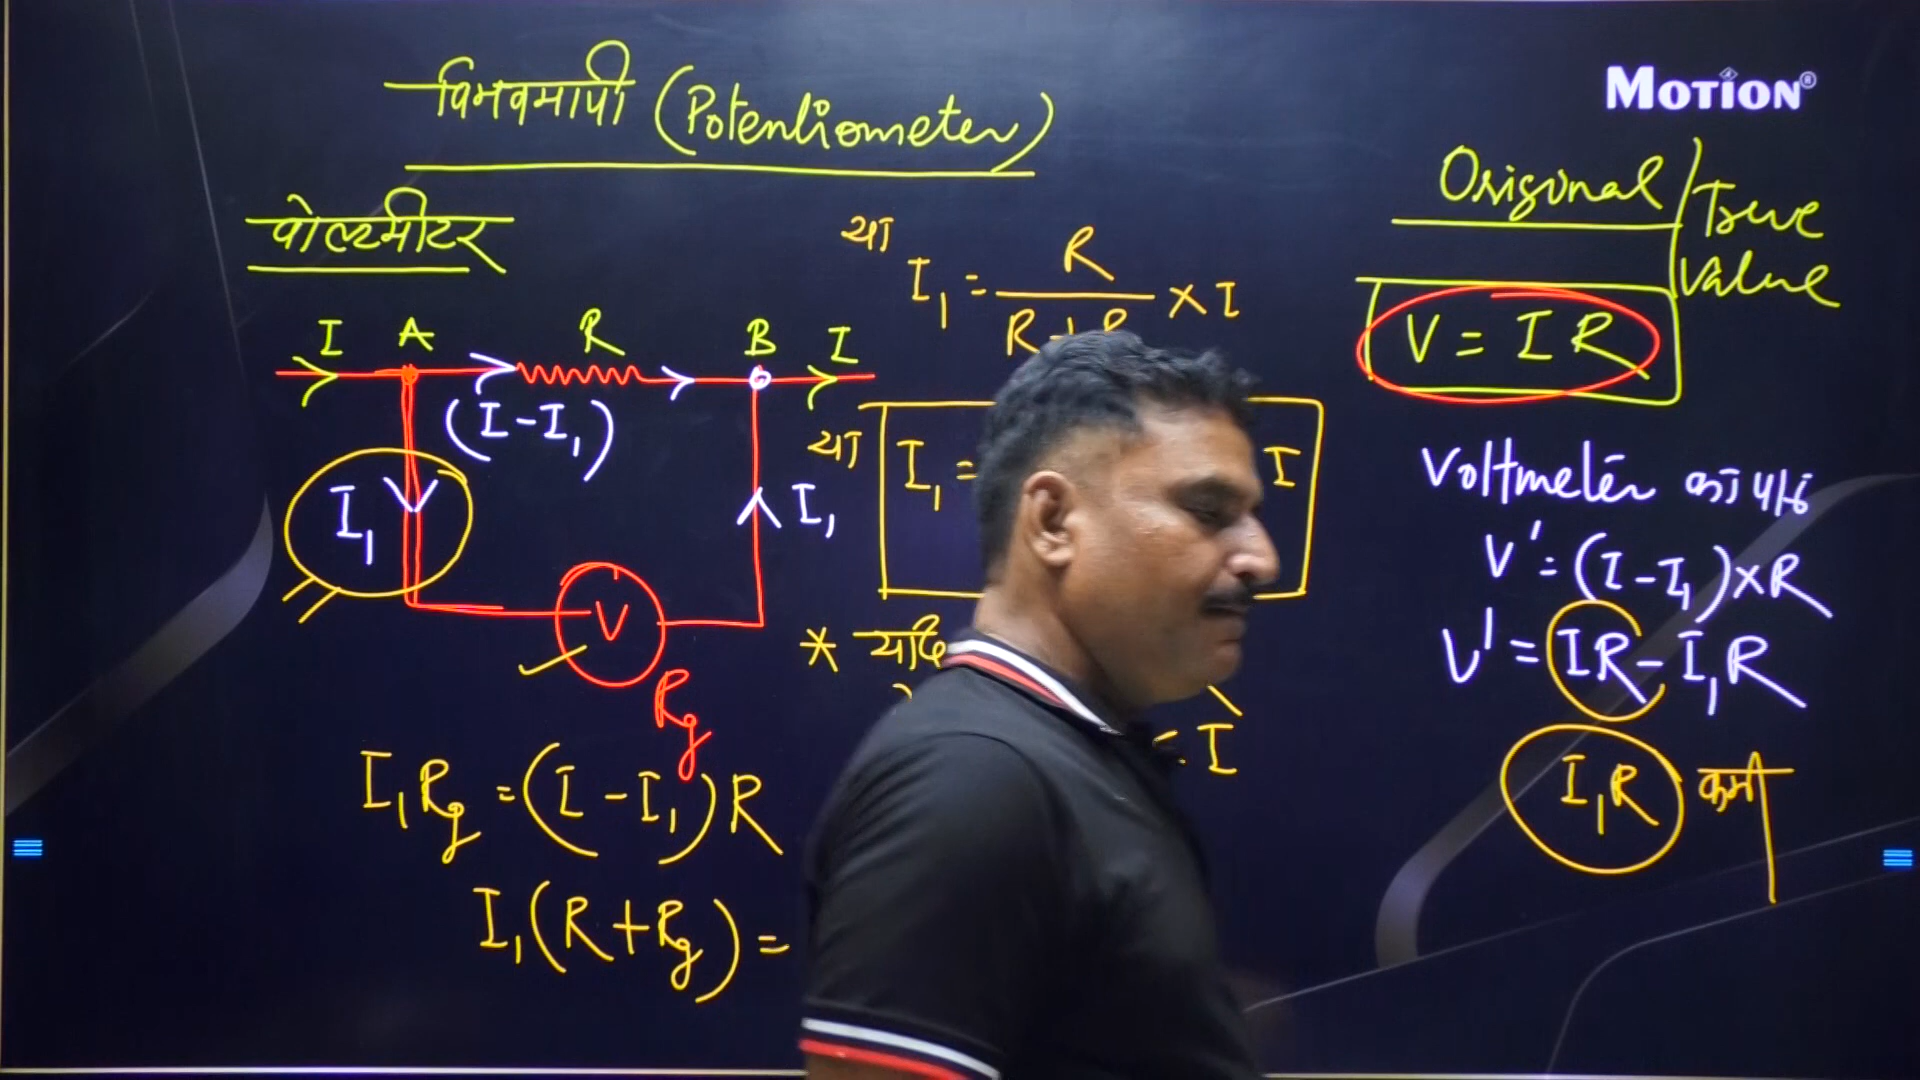 विभवमापी (Potentiometer)
MOTION®
Original / True Value
V = IR
वोल्टमीटर
I A R B I
(I-I₁)
I₁
I₁
V
Rg
I₁Rg = (I-I₁)R
I₁(R+Rg) =
या I₁ = R / R + × I
या I₁ = I
* यदि
I
Voltmeter का
V' = (I-I₁)×R
V' = IR - I₁R
I₁R कम